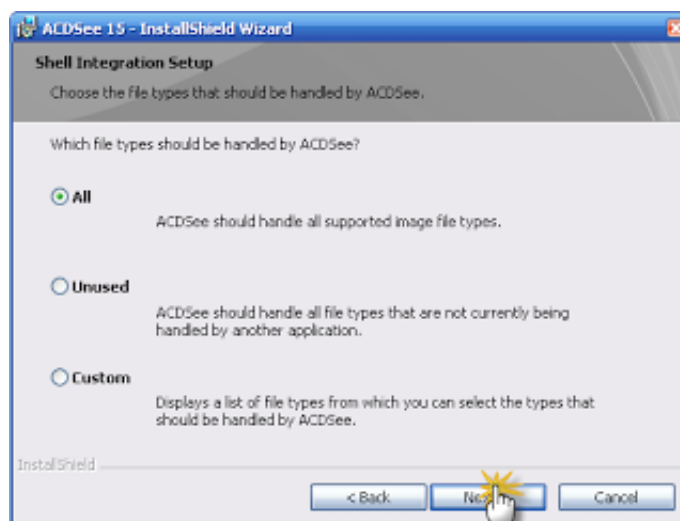 ACDSee 15 - InstallShield Wizard
Shell Integration Setup
Choose the file types that should be handled by ACDSee.
Which file types should be handled by ACDSee?
All
ACDSee should handle all supported image file types.
Unused
ACDSee should handle all file types that are not currently being
handled by another application.
Custom
Displays a list of file types from which you can select the types that
should be handled by ACDSee.
InstallShield
< Back
Cancel